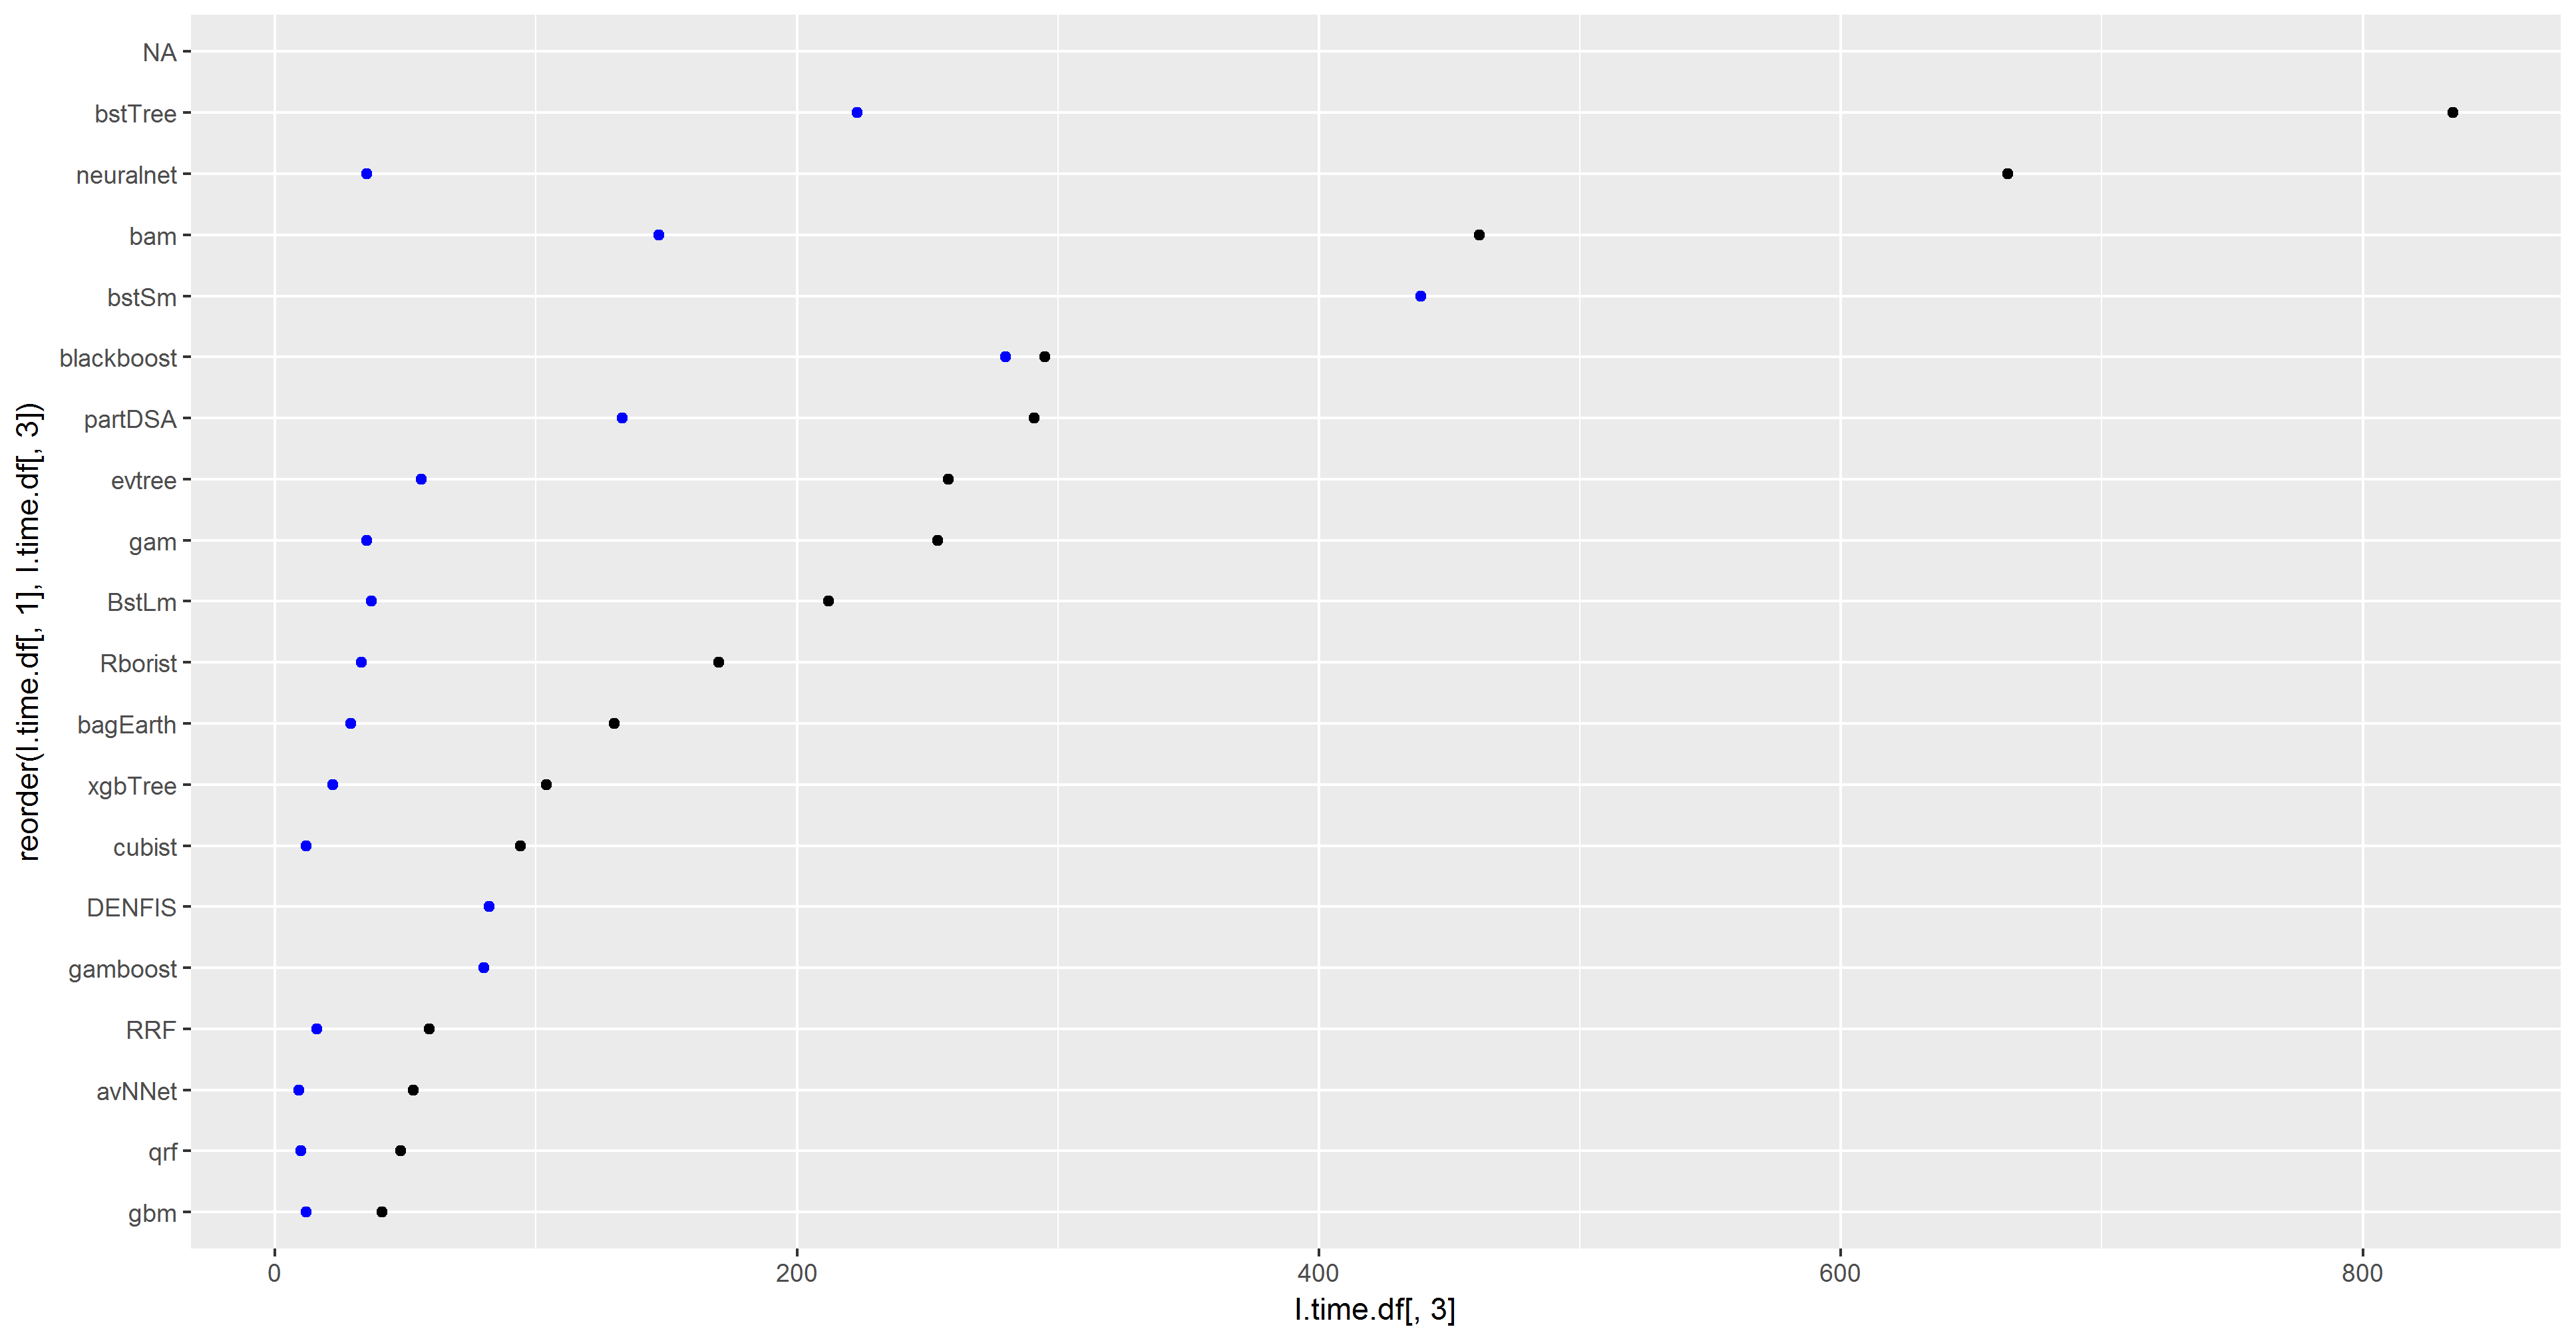 NA
bstTree
neuralnet
bam
bstSm
blackboost
partDSA
evtree
gam
BstLm
Rborist
bagEarth
xgbTree
cubist
DENFIS
gamboost
RRF
avNNet
qrf
gbm
reorder(l.time.df[, 1], l.time.df[, 3])
0 200 400 600 800
l.time.df[, 3]